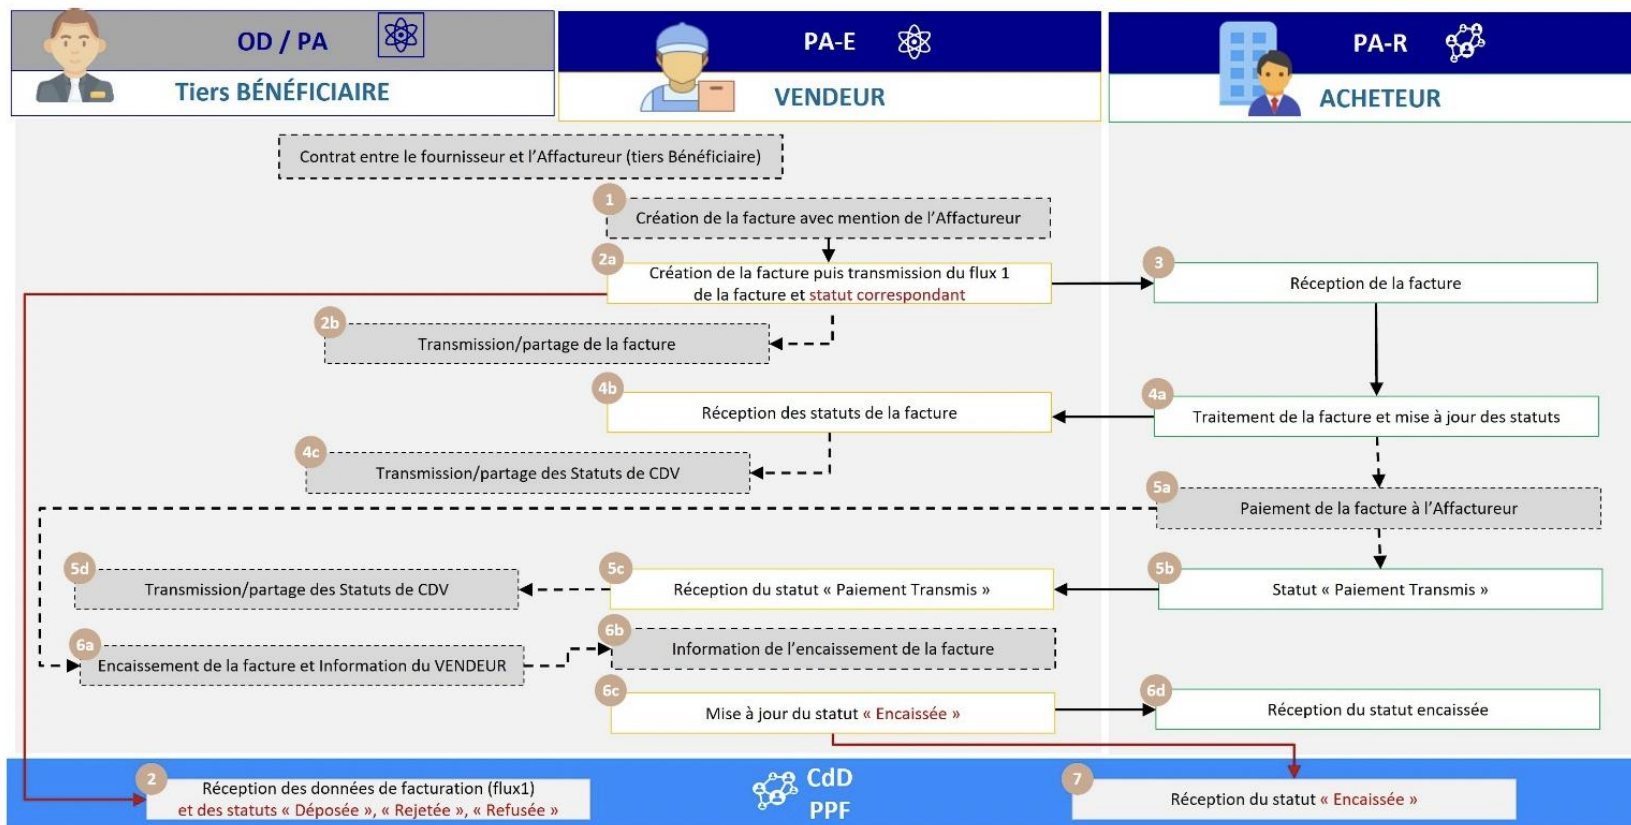 OD / PA
Tiers BÉNÉFICIAIRE
PA-E
VENDEUR
PA-R
ACHETEUR
Contrat entre le fournisseur et l’Affactureur (tiers Bénéficiaire)
1
Création de la facture avec mention de l’Affactureur
2a
Création de la facture puis transmission du flux 1
de la facture et statut correspondant
3
Réception de la facture
2b
Transmission/partage de la facture
4b
Réception des statuts de la facture
4a
Traitement de la facture et mise à jour des statuts
4c
Transmission/partage des Statuts de CDV
5a
Paiement de la facture à l’Affactureur
5d
Transmission/partage des Statuts de CDV
5c
Réception du statut « Paiement Transmis »
5b
Statut « Paiement Transmis »
6a
Encaissement de la facture et Information du VENDEUR
6b
Information de l’encaissement de la facture
6c
Mise à jour du statut « Encaissée »
6d
Réception du statut encaissée
2
Réception des données de facturation (flux1)
et des statuts « Déposée », « Rejetée », « Refusée »
CdD
PPF
7
Réception du statut « Encaissée »